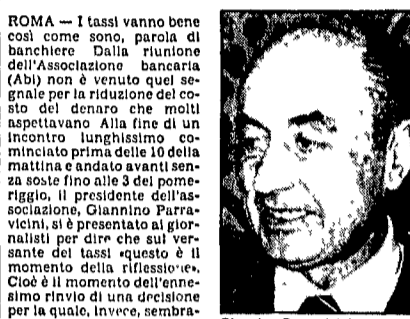 ROMA — I tassi vanno bene
così come sono, parola di
banchiere Dalla riunione
dell'Associazione bancaria
(Abi) non è venuto quel se-
gnale per la riduzione del co-
sto del denaro che molti
aspettavano Alla fine di un
incontro lunghissimo co-
minciato prima delle 10 della
mattina e andato avanti sen-
za soste fino alle 3 del pome-
riggio, il presidente dell'as-
sociazione, Giannino Parra-
vicini, si è presentato ai gior-
nalisti per dire che sul ver-
sante dei tassi «questo è il
momento della riflessione».
Cioè è il momento dell'enne-
simo rinvio di una decisione
per la quale, invece, sembra-